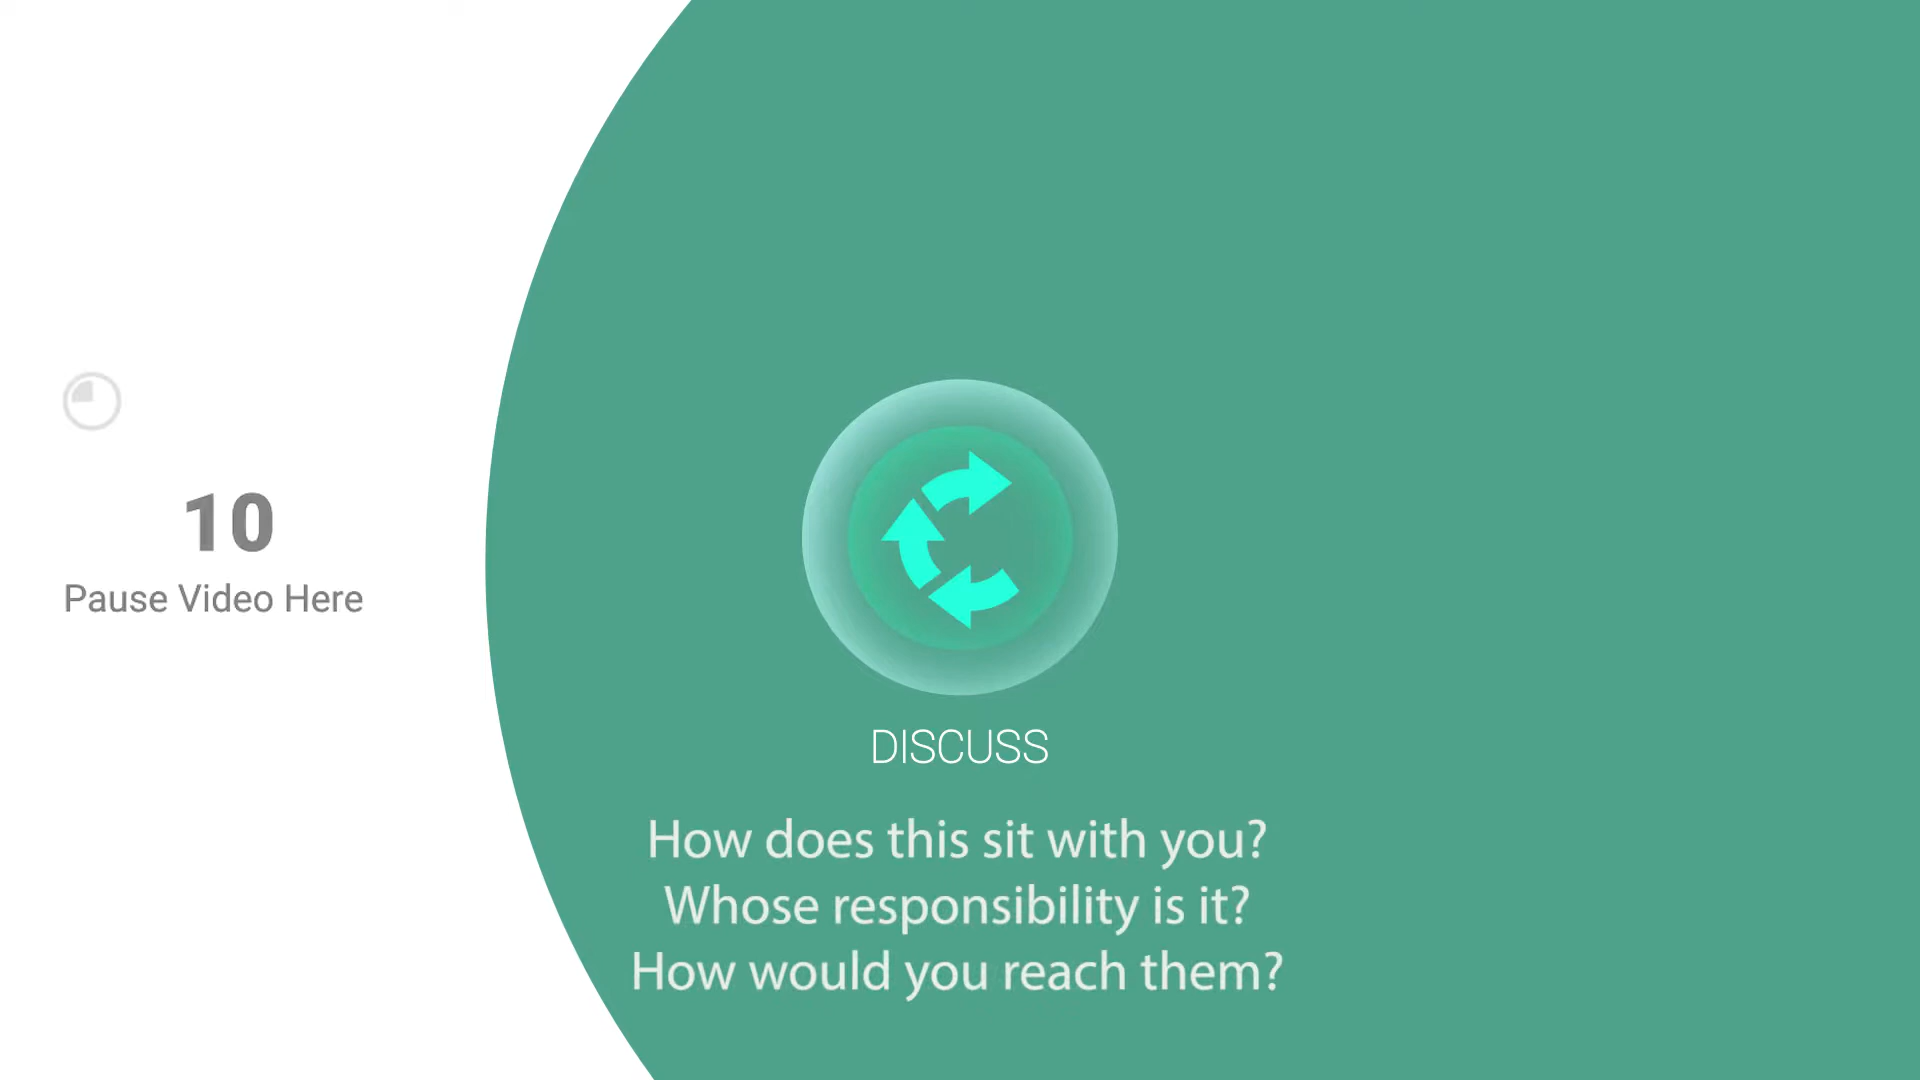 10
Pause Video Here
DISCUSS
How does this sit with you?
Whose responsibility is it?
How would you reach them?